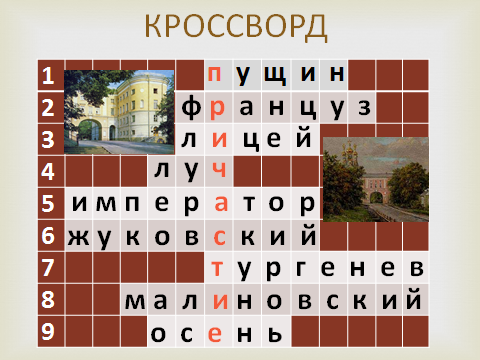 КРОССВОРД
1 пущин
2 француз
3 лицей
4 луч
5 император
6 жуковский
7 тургенев
8 малиновский
9 осень